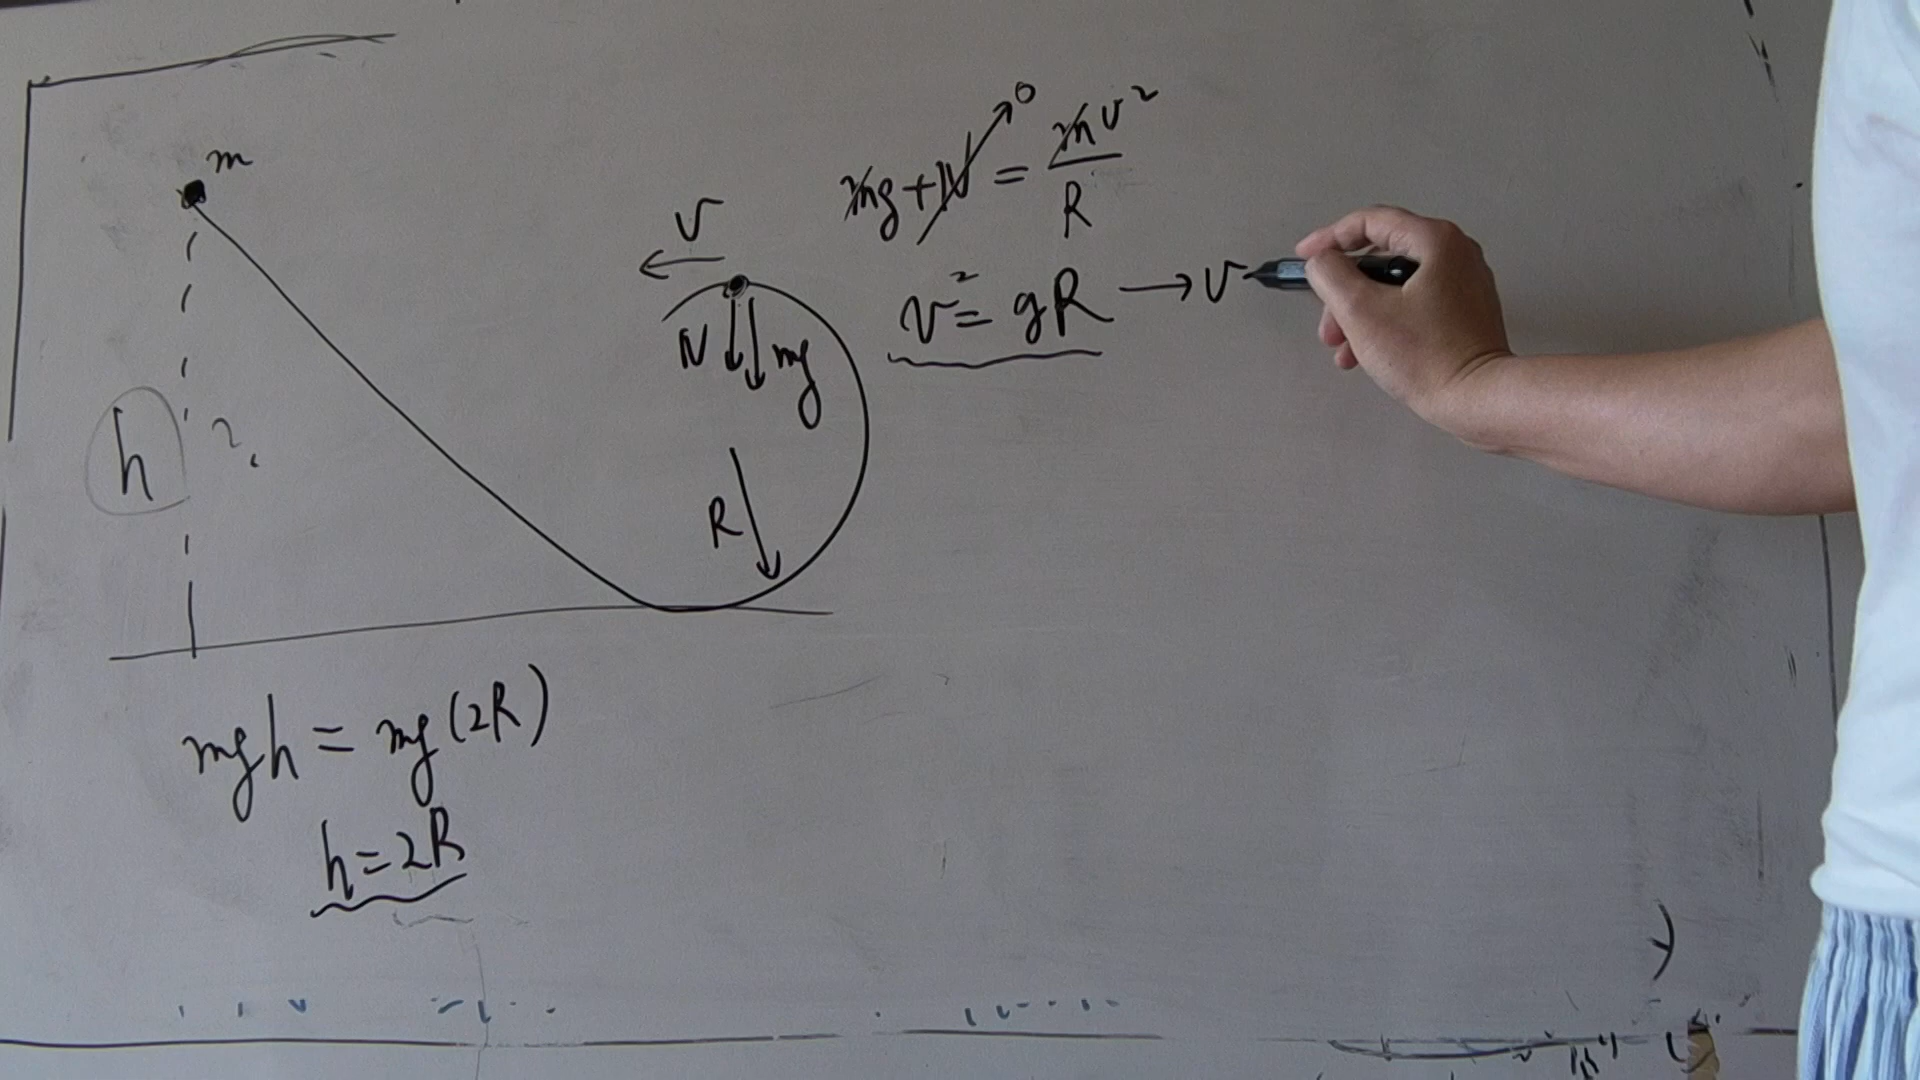 m
h ?
v
N mg
R
mg + N → 0 = mv² / R
v² = gR → v
mgh = mg(2R)
h = 2R